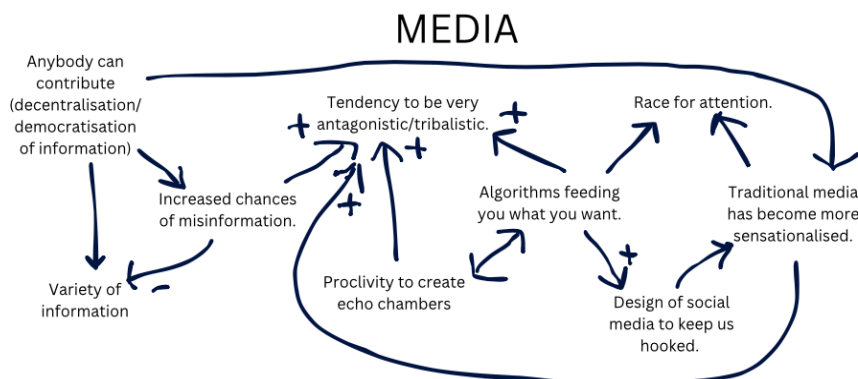 MEDIA
Anybody can
contribute
(decentralisation/
democratisation
of information)
Tendency to be very
antagonistic/tribalistic.
Race for attention.
Increased chances
of misinformation.
Algorithms feeding
you what you want.
Traditional media
has become more
sensationalised.
Variety of
information
Proclivity to create
echo chambers
Design of social
media to keep us
hooked.
+
+
+
+
+
-